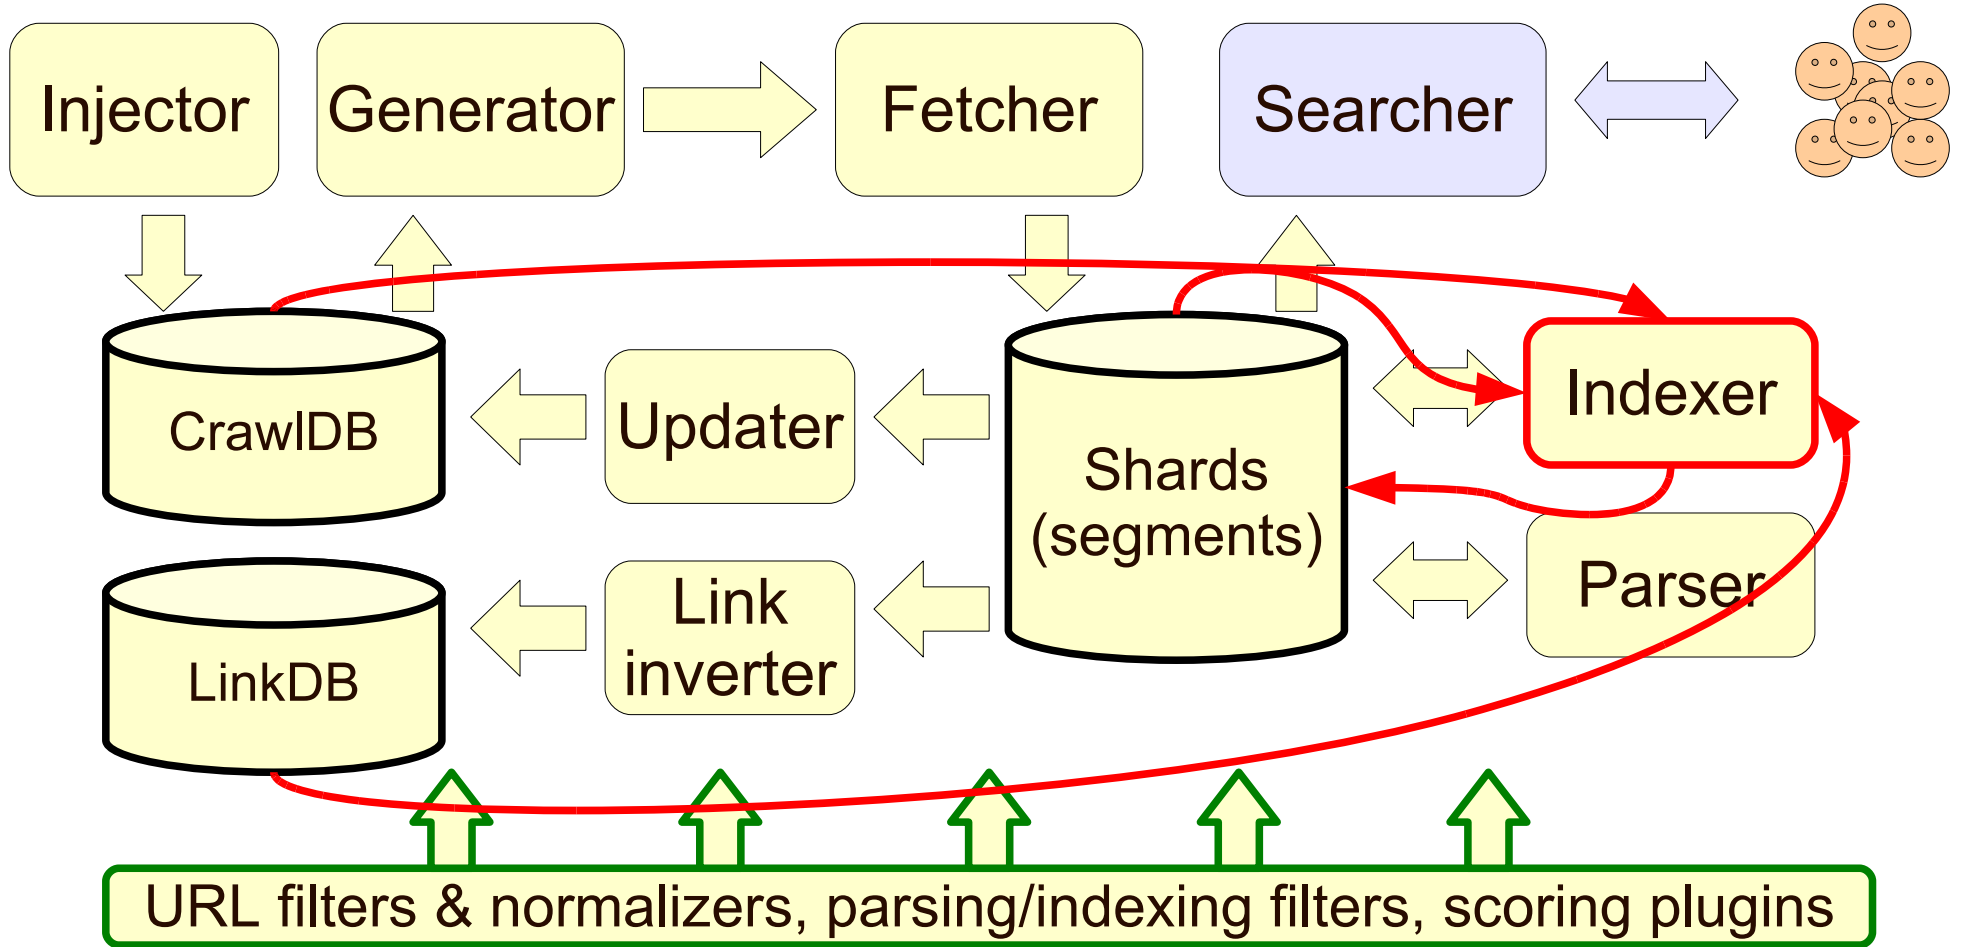 Injector
Generator
Fetcher
Searcher
CrawlDB
Updater
Shards
(segments)
Indexer
LinkDB
Link
inverter
Parser
URL filters & normalizers, parsing/indexing filters, scoring plugins